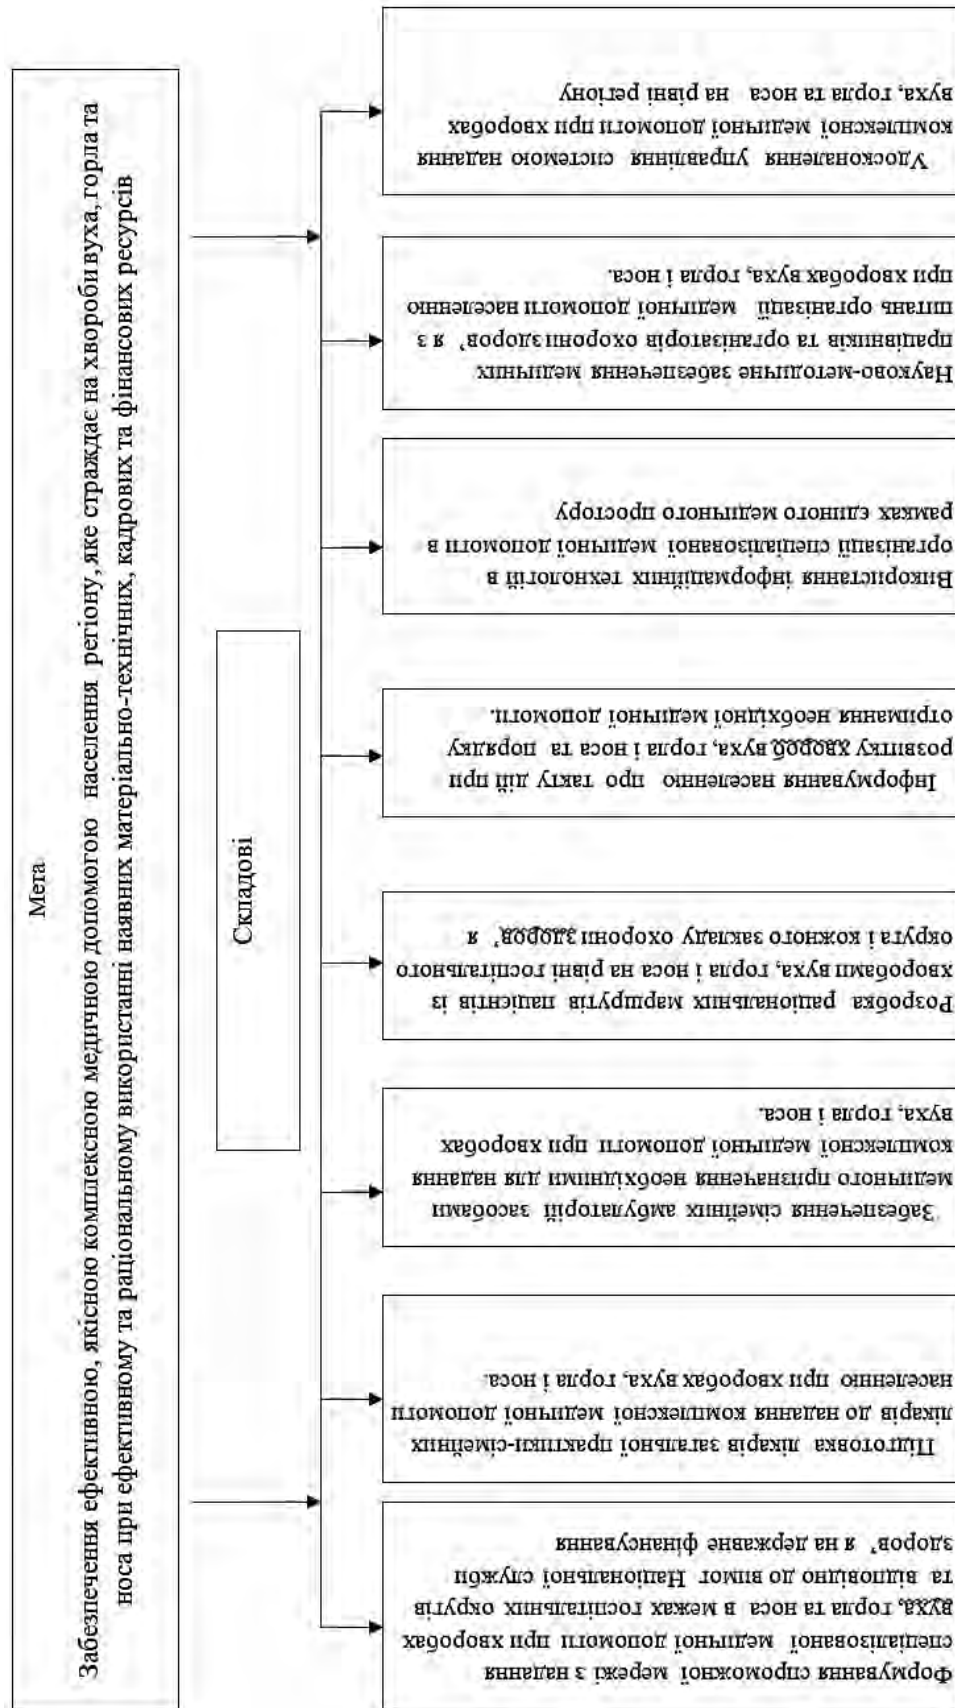 Мета
Забезпечення ефективною, якісною комплексною медичною допомогою населення регіону, яке страждає на хвороби вуха, горла та
носа при ефективному та раціональному використанні наявних матеріально-технічних, кадрових та фінансових ресурсів
Складові
Формування спроможної мережі з надання
спеціалізованої медичної допомоги при хворобах
вуха, горла та носа в межах госпітальних округів
та відповідно до вимог Національної служби
здоров’ я на державне фінансування
Підготовка лікарів загальної практики-сімейних
лікарів до надання комплексної медичної допомоги
населенню при хворобах вуха, горла і носа.
Забезпечення сімейних амбулаторій засобами
медичного призначення необхідними для надання
комплексної медичної допомоги при хворобах
вуха, горла і носа.
Розробка раціональних маршрутів пацієнтів із
хворобами вуха, горла і носа на рівні госпітального
округа і кожного закладу охорони здоров’ я
Інформування населенню про такту дій при
розвитку хвороб вуха, горла і носа та порядку
отримання необхідної медичної допомоги.
Використання інформаційних технологій в
організації спеціалізованої медичної допомоги в
рамках єдиного медичного простору
Науково-методичне забезпечення медичних
працівників та організаторів охорони здоров’ я з
питань організації медичної допомоги населенню
при хворобах вуха, горла і носа.
Удосконалення управління системою надання
комплексної медичної допомоги при хворобах
вуха, горла та носа на рівні регіону